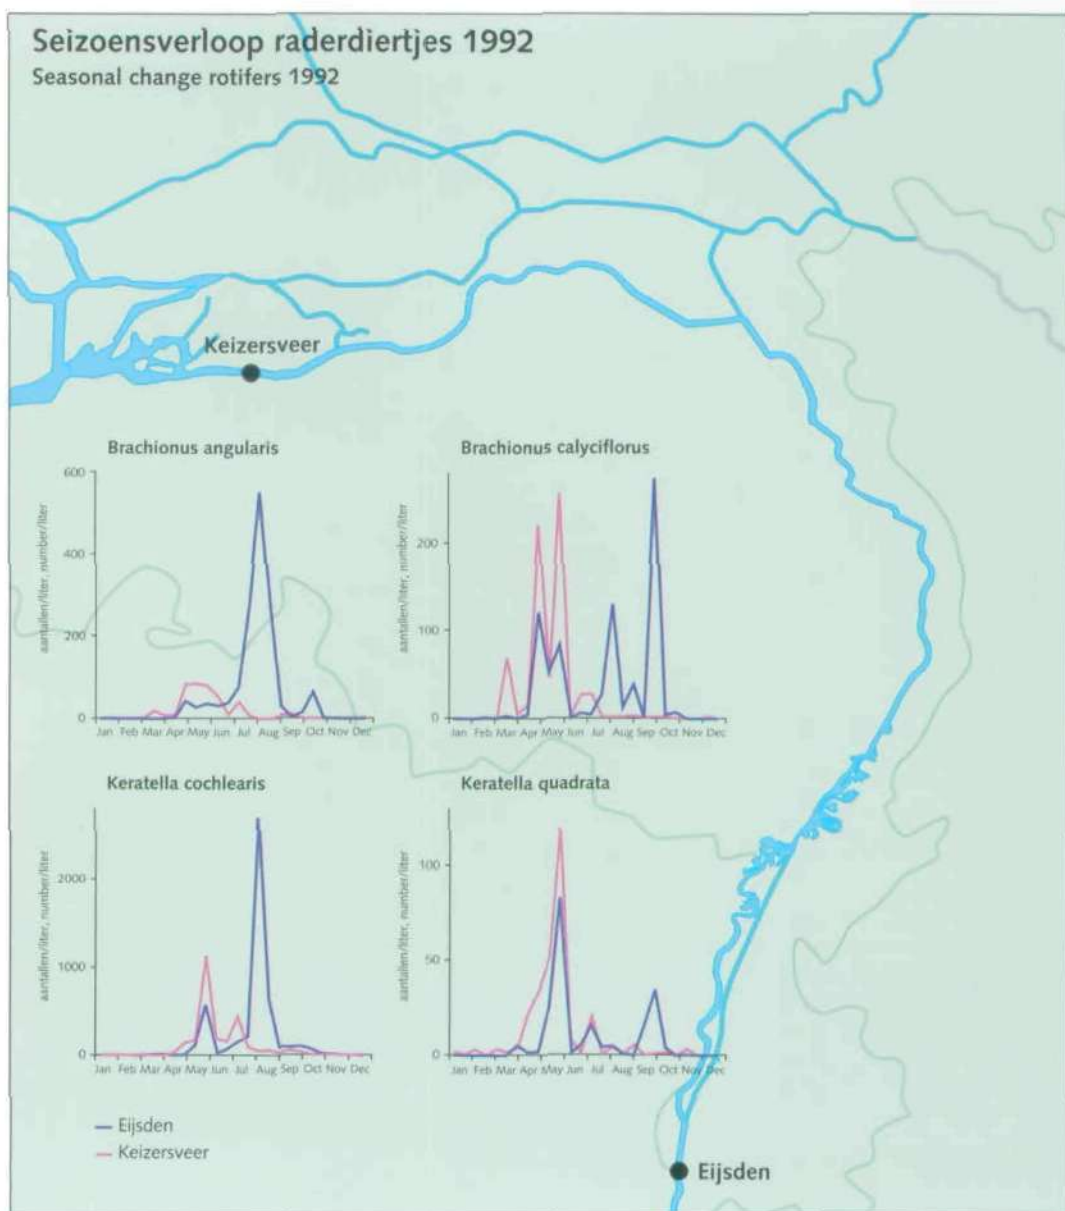 Seizoensverloop raderdiertjes 1992
Seasonal change rotifers 1992
Keizersveer
Brachionus angularis
aantallen/liter, number/liter
600
400
200
0
Jan Feb Mar Apr May Jun Jul Aug Sep Oct Nov Dec
Brachionus calyciflorus
aantallen/liter, number/liter
200
100
0
Jan Feb Mar Apr May Jun Jul Aug Sep Oct Nov Dec
Keratella cochlearis
aantallen/liter, number/liter
2000
1000
0
Jan Feb Mar Apr May Jun Jul Aug Sep Oct Nov Dec
Keratella quadrata
aantallen/liter, number/liter
100
50
0
Jan Feb Mar Apr May Jun Jul Aug Sep Oct Nov Dec
Eijsden
Keizersveer
Eijsden